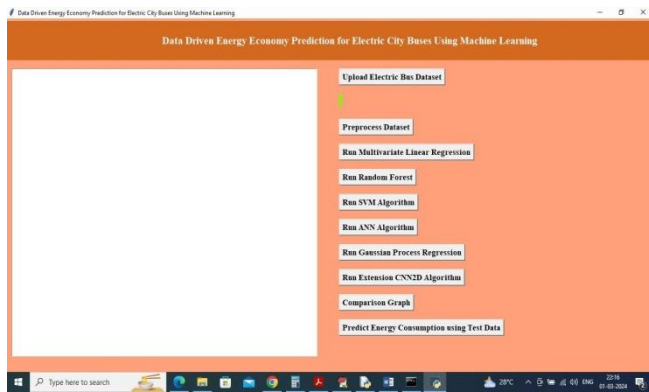 Data Driven Energy Economy Prediction for Electric City Buses Using Machine Learning
Data Driven Energy Economy Prediction for Electric City Buses Using Machine Learning
Upload Electric Bus Dataset
Preprocess Dataset
Run Multivariate Linear Regression
Run Random Forest
Run SVM Algorithm
Run ANN Algorithm
Run Gaussian Process Regression
Run Extension CNN2D Algorithm
Comparison Graph
Predict Energy Consumption using Test Data
Type here to search
28°C
ENG
22:16
01-03-2024